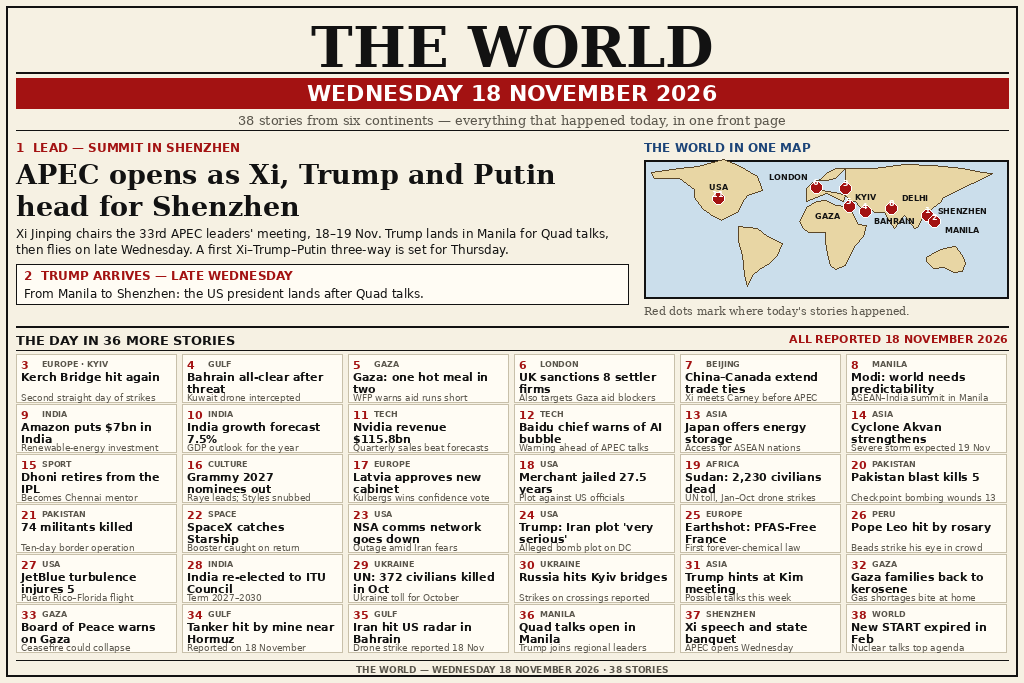 THE WORLD
WEDNESDAY 18 NOVEMBER 2026
38 stories from six continents — everything that happened today, in one front page
1 LEAD — SUMMIT IN SHENZHEN
APEC opens as Xi, Trump and Putin
head for Shenzhen
Xi Jinping chairs the 33rd APEC leaders' meeting, 18–19 Nov. Trump lands in Manila for Quad talks,
then flies on late Wednesday. A first Xi–Trump–Putin three-way is set for Thursday.
2 TRUMP ARRIVES — LATE WEDNESDAY
From Manila to Shenzhen: the US president lands after Quad talks.
THE WORLD IN ONE MAP
LONDON
USA
KYIV
DELHI
GAZA
BAHRAIN
SHENZHEN
MANILA
Red dots mark where today's stories happened.
THE DAY IN 36 MORE STORIES
ALL REPORTED 18 NOVEMBER 2026
3 EUROPE · KYIV
Kerch Bridge hit again
Second straight day of strikes
4 GULF
Bahrain all-clear after
threat
Kuwait drone intercepted
5 GAZA
Gaza: one hot meal in
two
WFP warns aid runs short
6 LONDON
UK sanctions 8 settler
firms
Also targets Gaza aid blockers
7 BEIJING
China–Canada extend
trade ties
Xi meets Carney before APEC
8 MANILA
Modi: world needs
predictability
ASEAN–India summit in Manila
9 INDIA
Amazon puts $7bn in
India
Renewable-energy investment
10 INDIA
India growth forecast
7.5%
GDP outlook for the year
11 TECH
Nvidia revenue
$115.8bn
Quarterly sales beat forecasts
12 TECH
Baidu chief warns of AI
bubble
Warning ahead of APEC talks
13 ASIA
Japan offers energy
storage
Access for ASEAN nations
14 ASIA
Cyclone Akvan
strengthens
Severe storm expected 19 Nov
15 SPORT
Dhoni retires from the
IPL
Becomes Chennai mentor
16 CULTURE
Grammy 2027
nominees out
Raye leads; Styles snubbed
17 EUROPE
Latvia approves new
cabinet
Kulbergs wins confidence vote
18 USA
Merchant jailed 27.5
years
Plot against US officials
19 AFRICA
Sudan: 2,230 civilians
dead
UN toll, Jan–Oct drone strikes
20 PAKISTAN
Pakistan blast kills 5
Checkpoint bombing wounds 13
21 PAKISTAN
74 militants killed
Ten-day border operation
22 SPACE
SpaceX catches
Starship
Booster caught on return
23 USA
NSA comms network
goes down
Outage amid Iran fears
24 USA
Trump: Iran plot 'very
serious'
Alleged bomb plot on DC
25 EUROPE
Earthshot: PFAS-Free
France
First forever-chemical law
26 PERU
Pope Leo hit by rosary
Beads strike his eye in crowd
27 USA
JetBlue turbulence
injures 5
Puerto Rico–Florida flight
28 INDIA
India re-elected to ITU
Council
Term 2027–2030
29 UKRAINE
UN: 372 civilians killed
in Oct
Ukraine toll for October
30 UKRAINE
Russia hits Kyiv bridges
Strikes on crossings reported
31 ASIA
Trump hints at Kim
meeting
Possible talks this week
32 GAZA
Gaza families back to
kerosene
Gas shortages bite at home
33 GAZA
Board of Peace warns
on Gaza
Ceasefire could collapse
34 GULF
Tanker hit by mine near
Hormuz
Reported on 18 November
35 GULF
Iran hit US radar in
Bahrain
Drone strike reported 18 Nov
36 MANILA
Quad talks open in
Manila
Trump joins regional leaders
37 SHENZHEN
Xi speech and state
banquet
APEC opens Wednesday
38 WORLD
New START expired in
Feb
Nuclear talks top agenda
THE WORLD — WEDNESDAY 18 NOVEMBER 2026 · 38 STORIES